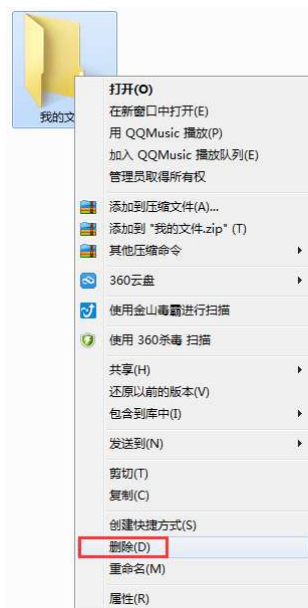 我的文
打开(O)
在新窗口中打开(E)
用 QQMusic 播放(P)
加入 QQMusic 播放队列(E)
管理员取得所有权
添加到压缩文件(A)...
添加到 "我的文件.zip" (T)
其他压缩命令
360云盘
使用金山毒霸进行扫描
使用 360杀毒 扫描
共享(H)
还原以前的版本(V)
包含到库中(I)
发送到(N)
剪切(T)
复制(C)
创建快捷方式(S)
删除(D)
重命名(M)
属性(R)